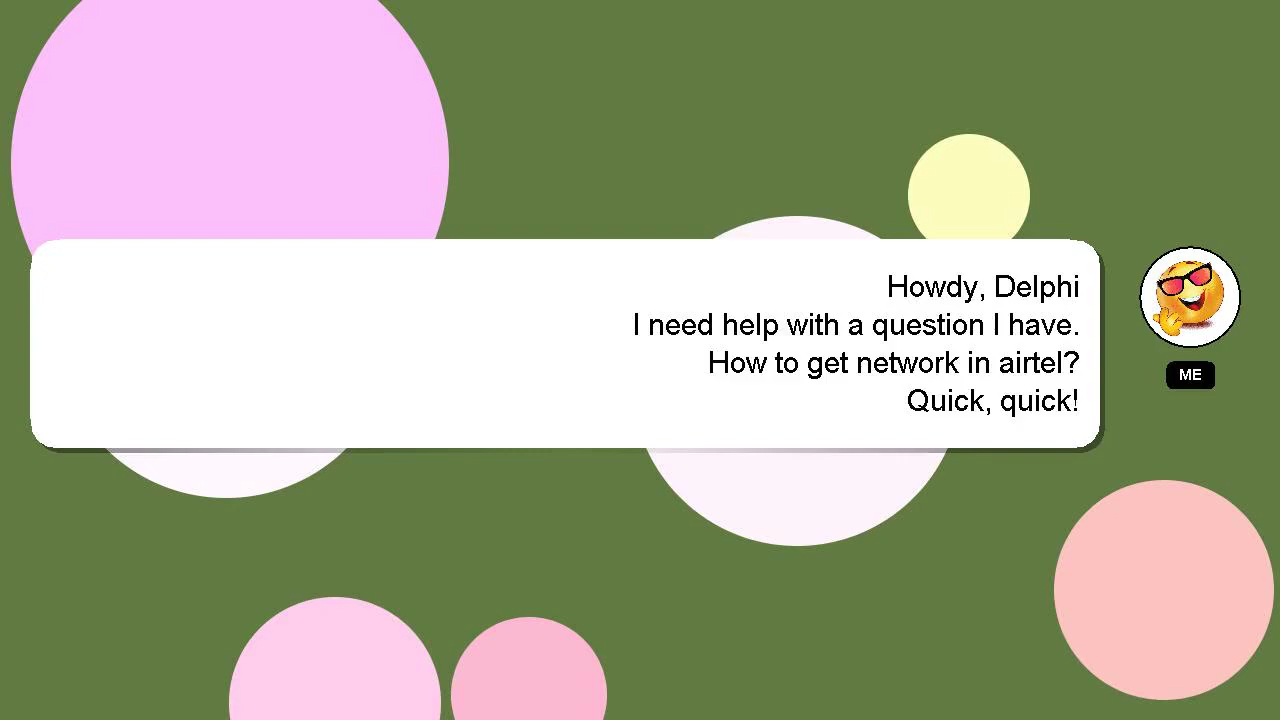 Howdy, Delphi
I need help with a question I have.
How to get network in airtel?
Quick, quick!
ME